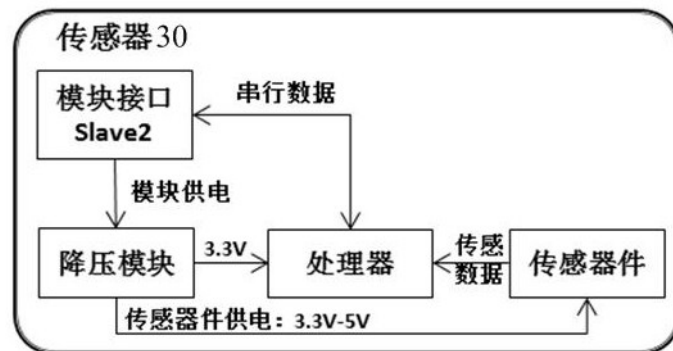 传感器30
模块接口
Slave2
串行数据
模块供电
降压模块
3.3V
处理器
传感
数据
传感器件
传感器件供电：3.3V-5V